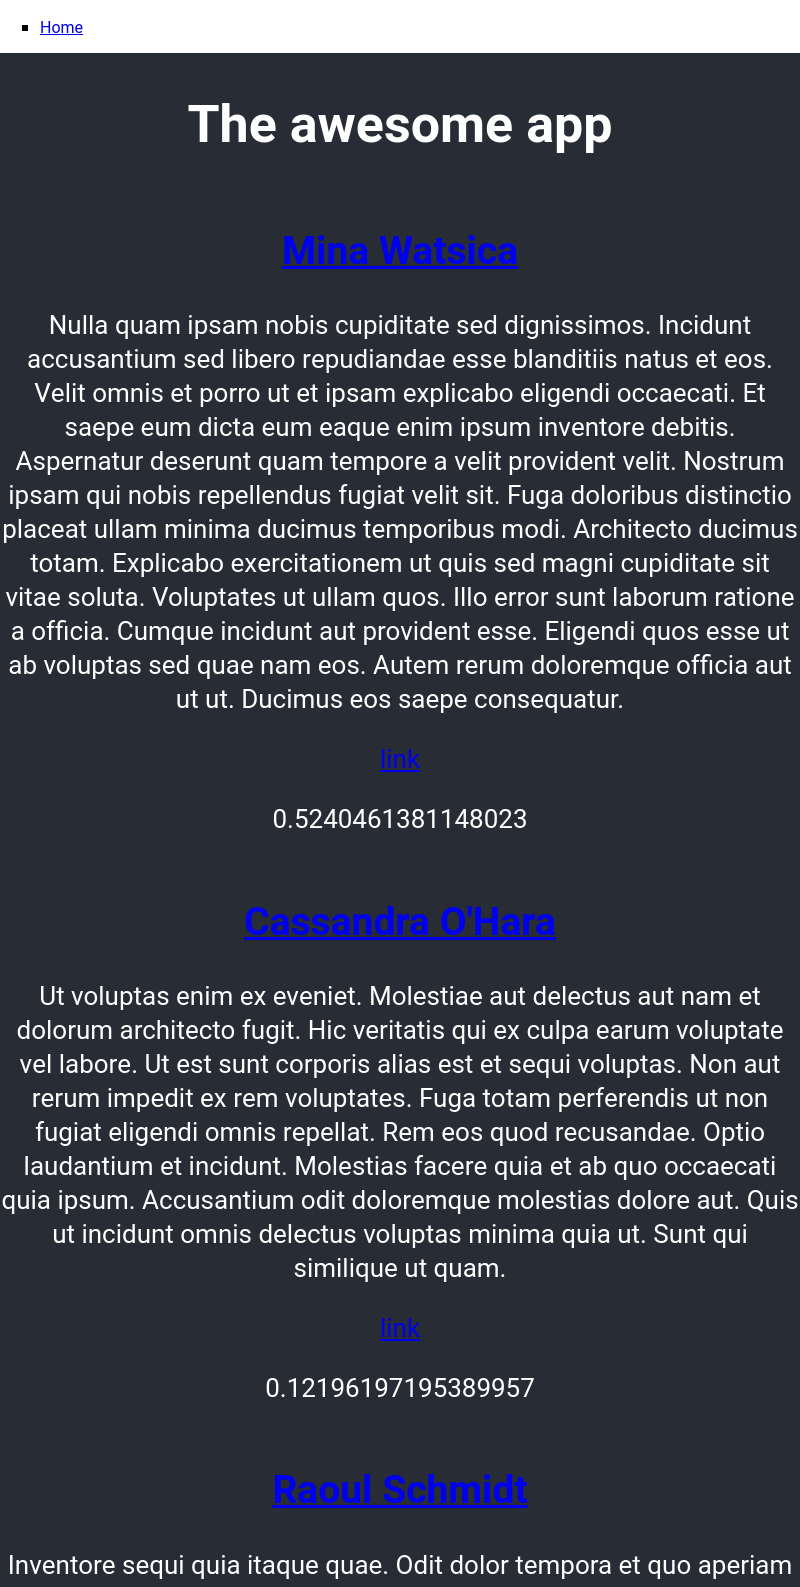 Home
The awesome app
Mina Watsica
Nulla quam ipsam nobis cupiditate sed dignissimos. Incidunt
accusantium sed libero repudiandae esse blanditiis natus et eos.
Velit omnis et porro ut et ipsam explicabo eligendi occaecati. Et
saepe eum dicta eum eaque enim ipsum inventore debitis.
Aspernatur deserunt quam tempore a velit provident velit. Nostrum
ipsam qui nobis repellendus fugiat velit sit. Fuga doloribus distinctio
placeat ullam minima ducimus temporibus modi. Architecto ducimus
totam. Explicabo exercitationem ut quis sed magni cupiditate sit
vitae soluta. Voluptates ut ullam quos. Illo error sunt laborum ratione
a officia. Cumque incidunt aut provident esse. Eligendi quos esse ut
ab voluptas sed quae nam eos. Autem rerum doloremque officia aut
ut ut. Ducimus eos saepe consequatur.
link
0.5240461381148023
Cassandra O'Hara
Ut voluptas enim ex eveniet. Molestiae aut delectus aut nam et
dolorum architecto fugit. Hic veritatis qui ex culpa earum voluptate
vel labore. Ut est sunt corporis alias est et sequi voluptas. Non aut
rerum impedit ex rem voluptates. Fuga totam perferendis ut non
fugiat eligendi omnis repellat. Rem eos quod recusandae. Optio
laudantium et incidunt. Molestias facere quia et ab quo occaecati
quia ipsum. Accusantium odit doloremque molestias dolore aut. Quis
ut incidunt omnis delectus voluptas minima quia ut. Sunt qui
similique ut quam.
link
0.12196197195389957
Raoul Schmidt
Inventore sequi quia itaque quae. Odit dolor tempora et quo aperiam